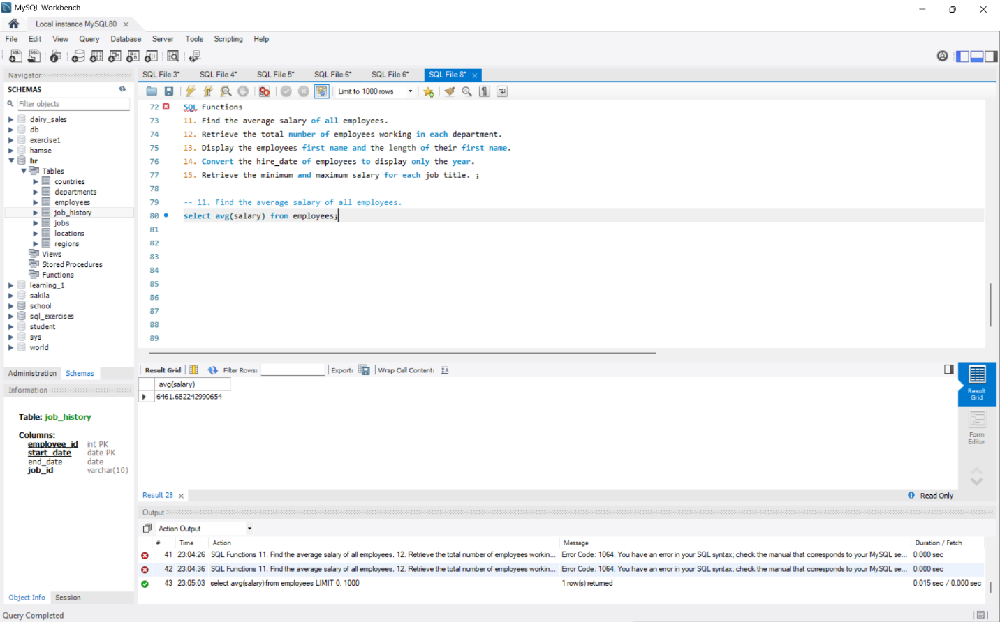 MySQL Workbench
Local instance MySQL80
File Edit View Query Database Server Tools Scripting Help
Navigator
SCHEMAS
Filter objects
dairy_sales
db
exercise1
hamse
hr
Tables
countries
departments
employees
job_history
jobs
locations
regions
Views
Stored Procedures
Functions
learning_1
sakila
school
sql_exercises
student
sys
world
Administration Schemas
Information
Table: job_history
Columns:
employee_id int PK
start_date date PK
end_date date
job_id varchar(10)
Object Info Session
SQL File 3* SQL File 4* SQL File 5* SQL File 6* SQL File 6* SQL File 8*
Limit to 1000 rows
72 SQL Functions
73 11. Find the average salary of all employees.
74 12. Retrieve the total number of employees working in each department.
75 13. Display the employees first name and the length of their first name.
76 14. Convert the hire_date of employees to display only the year.
77 15. Retrieve the minimum and maximum salary for each job title. ;
78
79 -- 11. Find the average salary of all employees.
80 select avg(salary) from employees;
81
82
83
84
85
86
87
88
89
Result Grid Filter Rows: Export: Wrap Cell Content:
avg(salary)
6461.682242990654
Result Grid
Form Editor
Result 28 Read Only
Output
Action Output
# Time Action Message Duration / Fetch
41 23:04:26 SQL Functions 11. Find the average salary of all employees. 12. Retrieve the total number of employees workin... Error Code: 1064. You have an error in your SQL syntax; check the manual that corresponds to your MySQL se... 0.000 sec
42 23:04:36 SQL Functions 11. Find the average salary of all employees. 12. Retrieve the total number of employees workin... Error Code: 1064. You have an error in your SQL syntax; check the manual that corresponds to your MySQL se... 0.000 sec
43 23:05:03 select avg(salary) from employees LIMIT 0, 1000 1 row(s) returned 0.015 sec / 0.000 sec
Query Completed